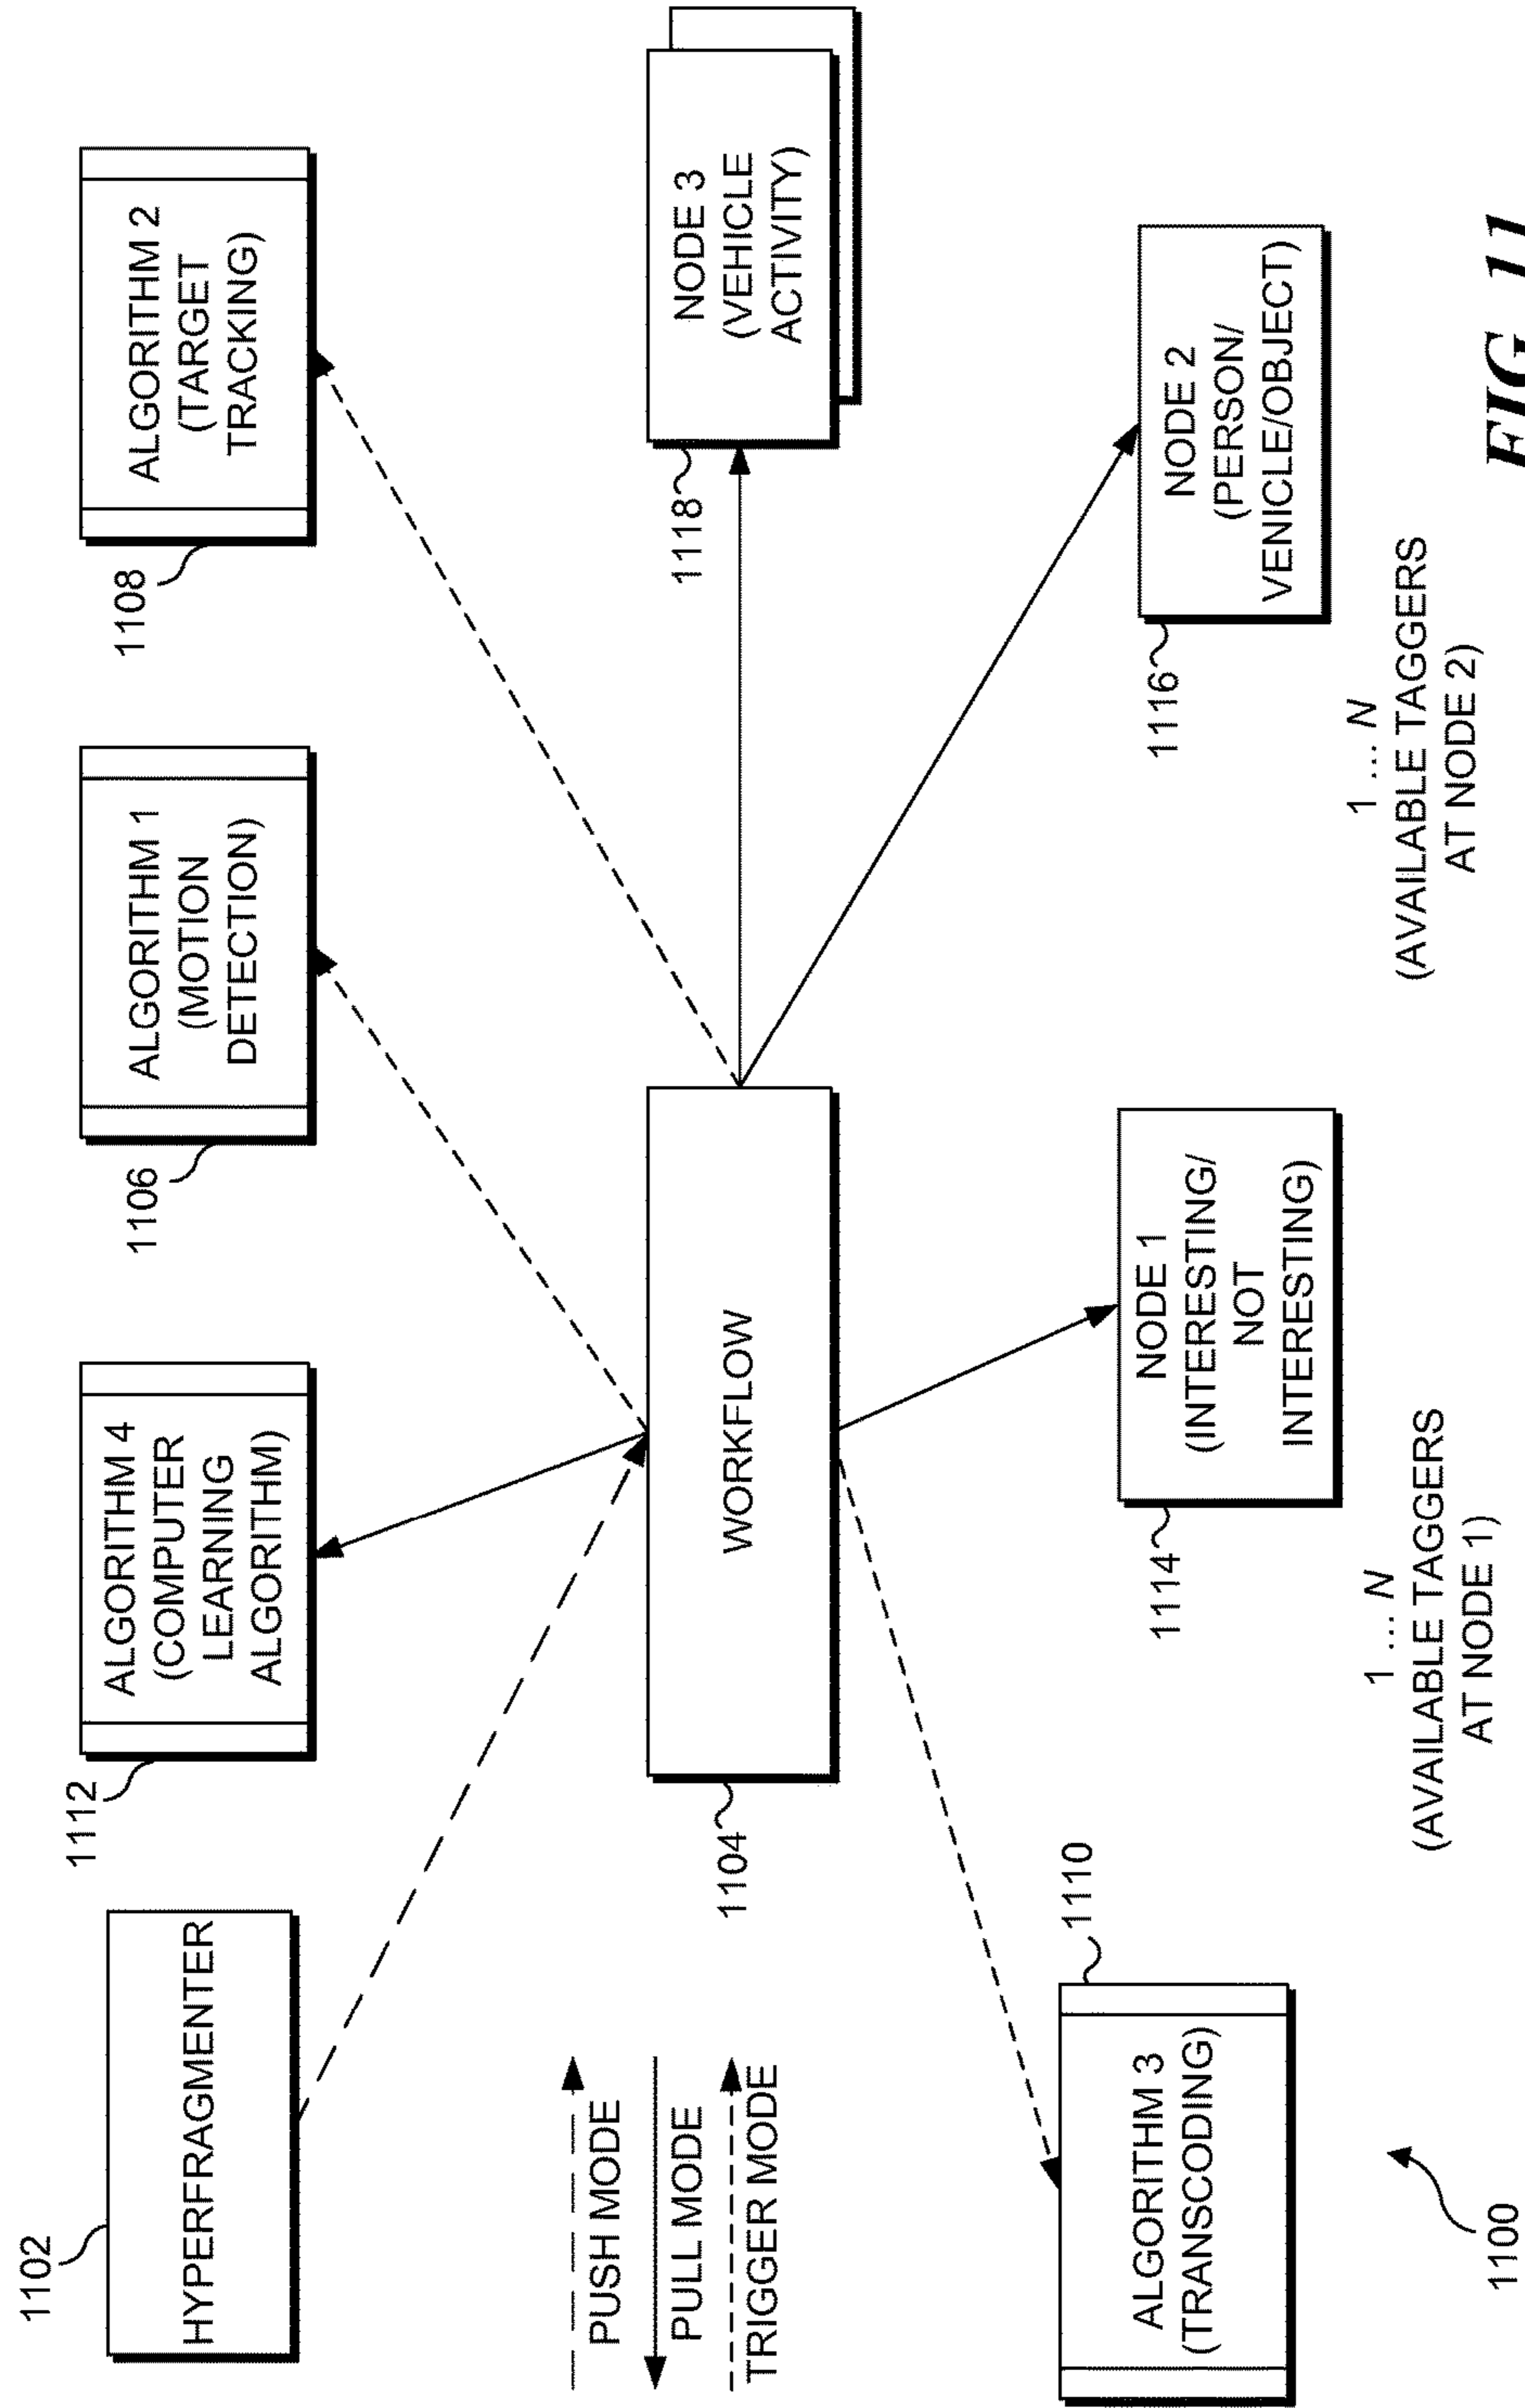 1102
HYPERFRAGMENTER
1112
ALGORITHM 4
(COMPUTER
LEARNING
ALGORITHM)
1106
ALGORITHM 1
(MOTION
DETECTION)
1108
ALGORITHM 2
(TARGET
TRACKING)
PUSH MODE
PULL MODE
TRIGGER MODE
1104
WORKFLOW
1118
NODE 3
(VEHICLE
ACTIVITY)
1110
ALGORITHM 3
(TRANSCODING)
1114
NODE 1
(INTERESTING/
NOT
INTERESTING)
1 ... N
(AVAILABLE TAGGERS
AT NODE 1)
1116
NODE 2
(PERSON/
VENICLE/OBJECT)
1 ... N
(AVAILABLE TAGGERS
AT NODE 2)
1100
FIG. 11